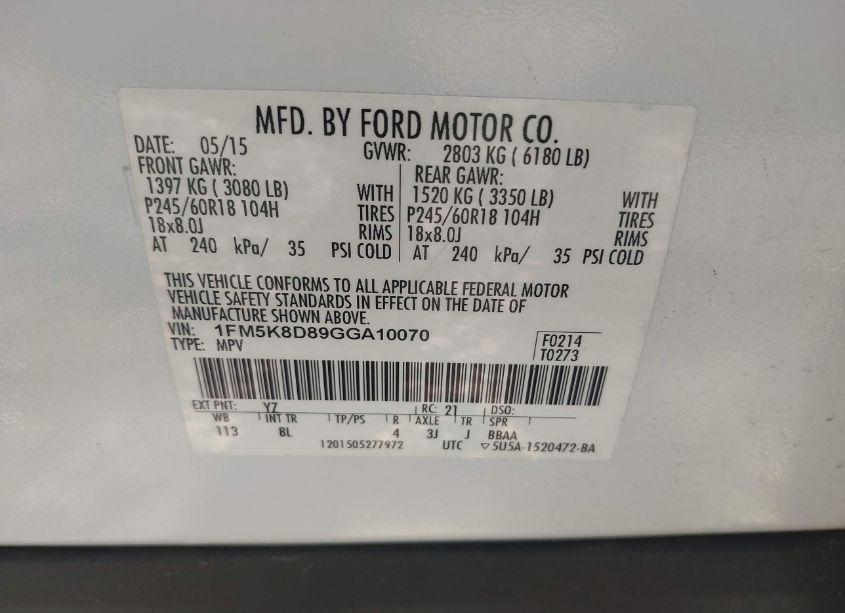 MFD. BY FORD MOTOR CO.
DATE: 05/15 GVWR: 2803 KG ( 6180 LB)
FRONT GAWR: REAR GAWR:
1397 KG ( 3080 LB) WITH 1520 KG ( 3350 LB) WITH
P245/60R18 104H TIRES P245/60R18 104H TIRES
18x8.0J RIMS 18x8.0J RIMS
AT 240 kPa/ 35 PSI COLD AT 240 kPa/ 35 PSI COLD
THIS VEHICLE CONFORMS TO ALL APPLICABLE FEDERAL MOTOR
VEHICLE SAFETY STANDARDS IN EFFECT ON THE DATE OF
MANUFACTURE SHOWN ABOVE.
VIN: 1FM5K8D89GGA10070 F0214
TYPE: MPV T0273
EXT PNT: YZ RC: 21 DSO:
WB INT TR TP/PS R AXLE TR SPR
113 8L 4 3J J BBAA
1201505277972 UTC ▽5U5A-1520472-BA